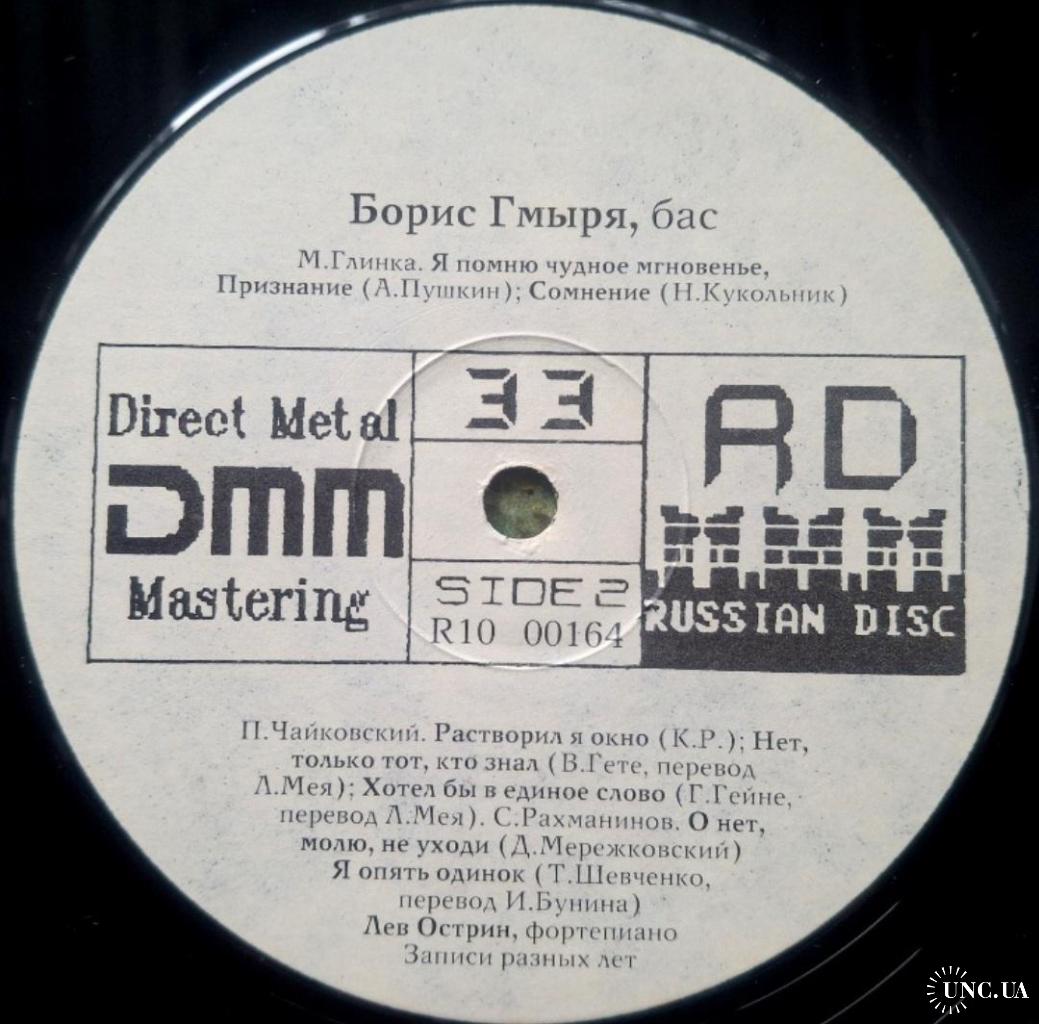 Борис Гмыря, бас
М.Глинка. Я помню чудное мгновенье,
Признание (А.Пушкин); Сомнение (Н.Кукольник)
Direct Metal
DMM
Mastering
33
SIDE 2
R10 00164
RD
RUSSIAN DISC
П.Чайковский. Растворил я окно (К.Р.); Нет,
только тот, кто знал (В.Гете, перевод
Л.Мея); Хотел бы в единое слово (Г.Гейне,
перевод Л.Мея). С.Рахманинов. О нет,
молю, не уходи (Д.Мережковский)
Я опять одинок (Т.Шевченко,
перевод И.Бунина)
Лев Острин, фортепиано
Записи разных лет
UNC.UA